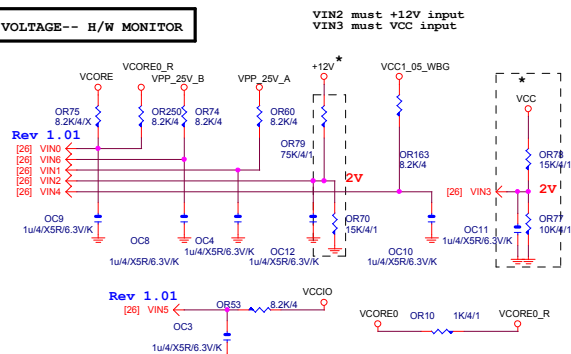 VOLTAGE-- H/W MONITOR
VIN2 must +12V input
VIN3 must VCC input
VCORE
VCORE0_R
VPP_25V_B
VPP_25V_A
+12V *
VCC1_05_WBG
*
VCC
OR75
8.2K/4/X
OR250
8.2K/4
OR74
8.2K/4
OR60
8.2K/4
OR79
75K/4/1
OR163
8.2K/4
OR78
15K/4/1
Rev 1.01
[26] VIN0
[26] VIN6
[26] VIN1
[26] VIN2
[26] VIN4
2V
[26] VIN3
2V
OC9
1u/4/X5R/6.3V/K
OC8
1u/4/X5R/6.3V/K
OC4
1u/4/X5R/6.3V/K
OC12
1u/4/X5R/6.3V/K
OR70
15K/4/1
OC10
1u/4/X5R/6.3V/K
OC11
1u/4/X5R/6.3V/K
OR77
10K/4/1
Rev 1.01
[26] VIN5
OR53
8.2K/4
VCCIO
OC3
1u/4/X5R/6.3V/K
VCORE0
OR10
1K/4/1
VCORE0_R